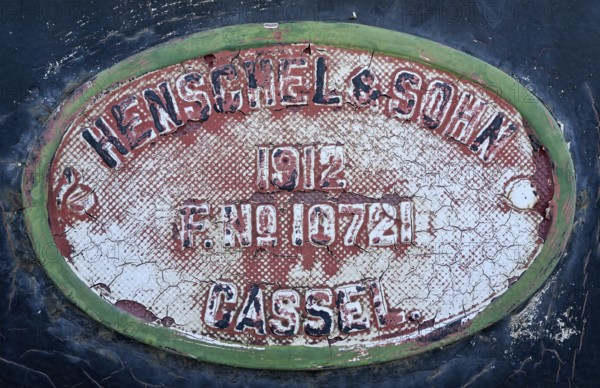 HENSCHEL & SOHN
1912
F. No 10721
CASSEL.